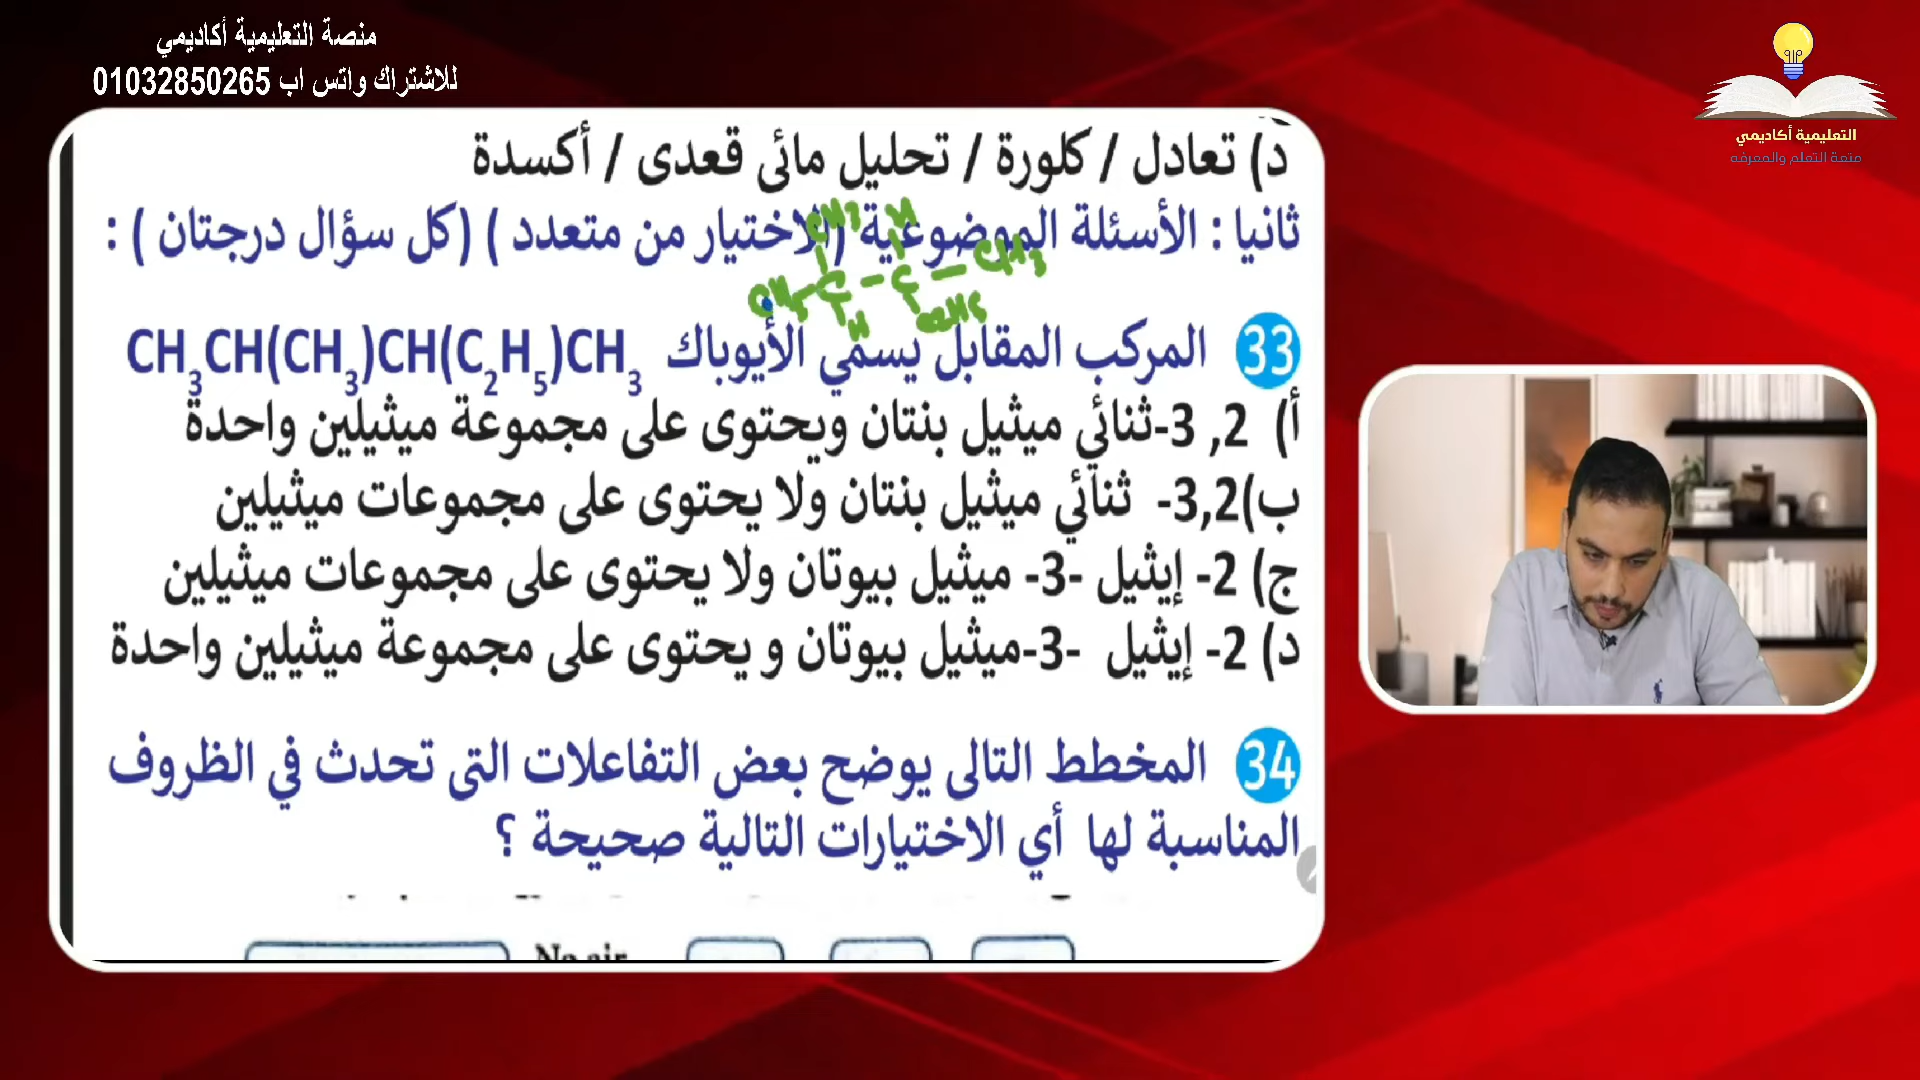 منصة التعليمية أكاديمي
للاشتراك واتس اب 01032850265
التعليمية أكاديمي
متعة التعلم والمعرفه
د) تعادل / كلورة / تحليل مائى قعدى / أكسدة
ثانيا : الأسئلة الموضوعية (الاختيار من متعدد ) (كل سؤال درجتان ) :
33 المركب المقابل يسمي الأيوباك CH3CH(CH3)CH(C2H5)CH3
أ) 2, 3-ثنائي ميثيل بنتان ويحتوى على مجموعة ميثيلين واحدة
ب)3,2- ثنائي ميثيل بنتان ولا يحتوى على مجموعات ميثيلين
ج) 2- إيثيل -3- ميثيل بيوتان ولا يحتوى على مجموعات ميثيلين
د) 2- إيثيل -3-ميثيل بيوتان و يحتوى على مجموعة ميثيلين واحدة
34 المخطط التالى يوضح بعض التفاعلات التى تحدث في الظروف
المناسبة لها أي الاختيارات التالية صحيحة ؟
No air